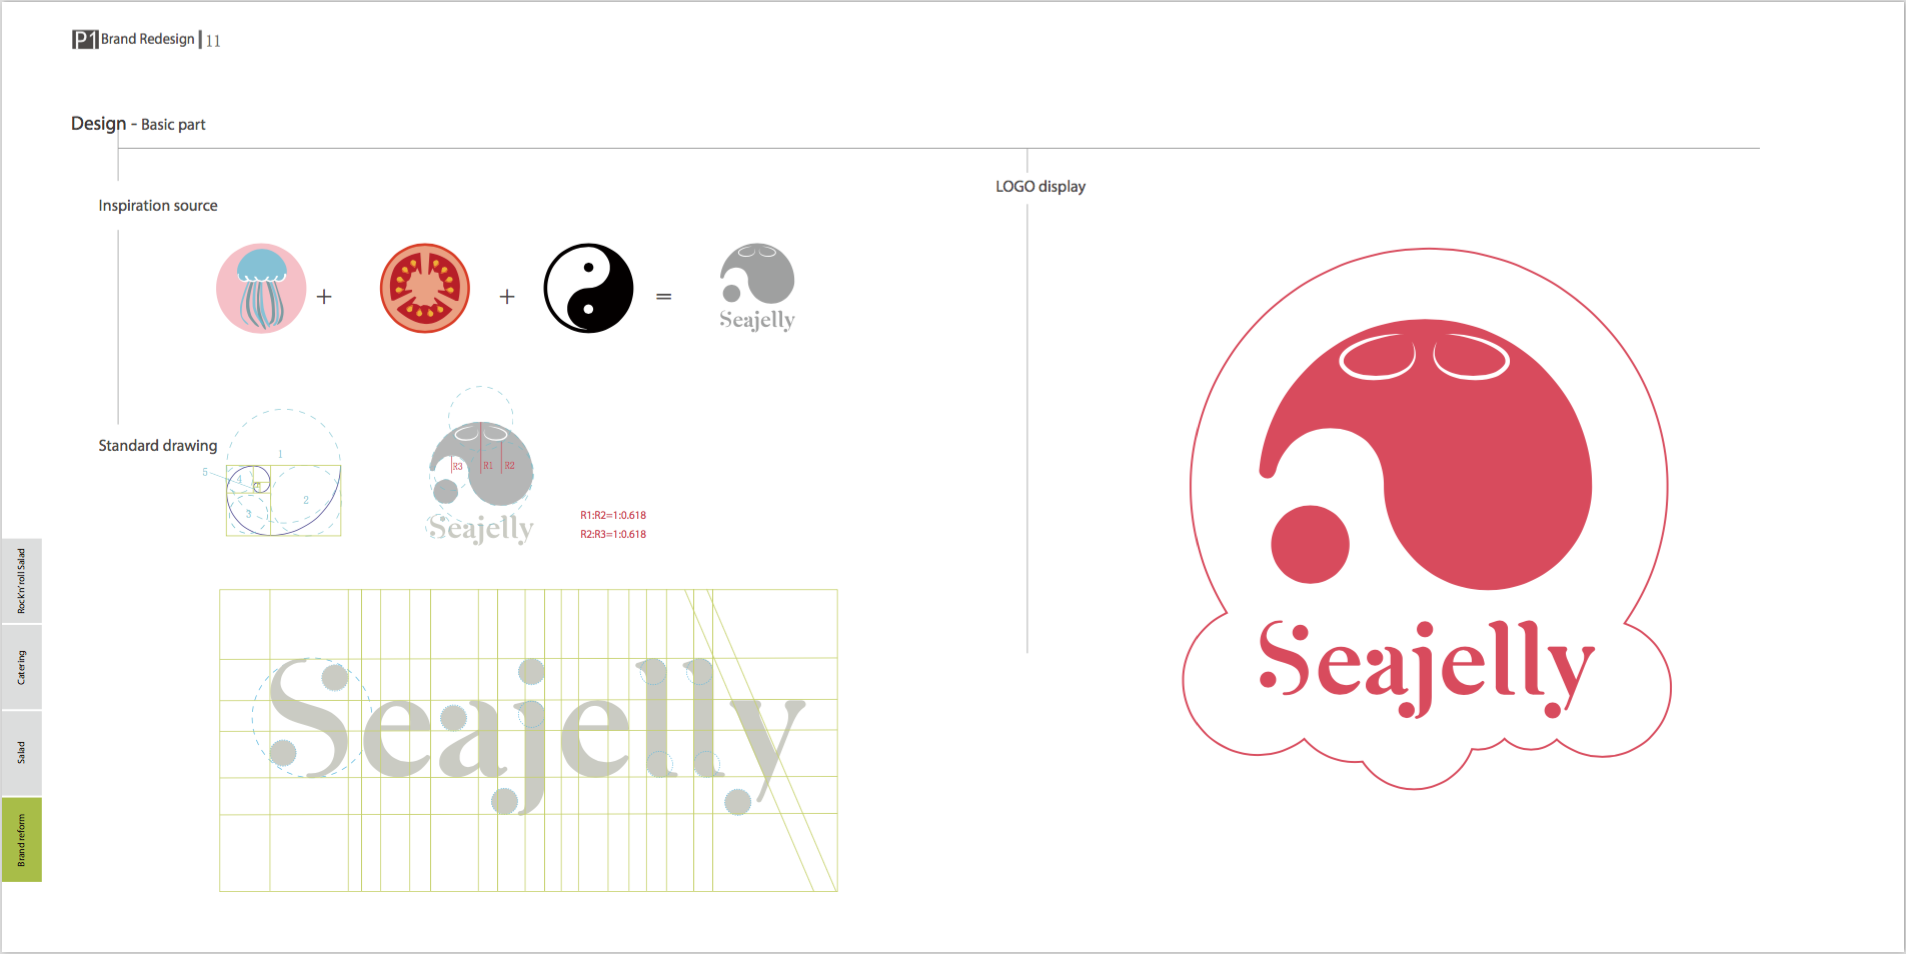 P1 Brand Redesign 11
Design - Basic part
Inspiration source
LOGO display
+ + =
Seajelly
Standard drawing
1
2
3
4
5
R3 R1 R2
Seajelly
R1:R2=1:0.618
R2:R3=1:0.618
Seajelly
Seajelly
Rock'n'roll Salad
Catering
Salad
Brand reform